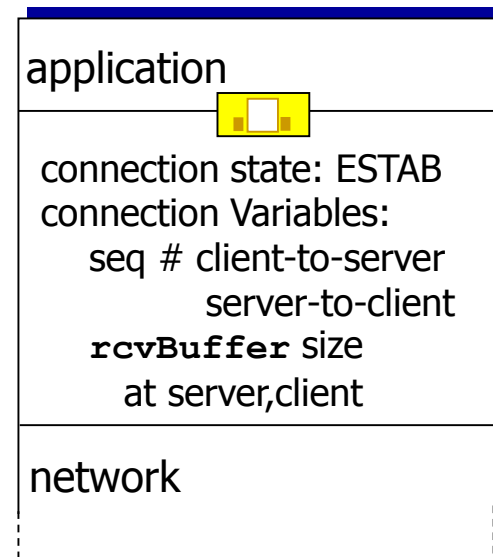 application
connection state: ESTAB
connection Variables:
seq # client-to-server
server-to-client
rcvBuffer size
at server,client
network